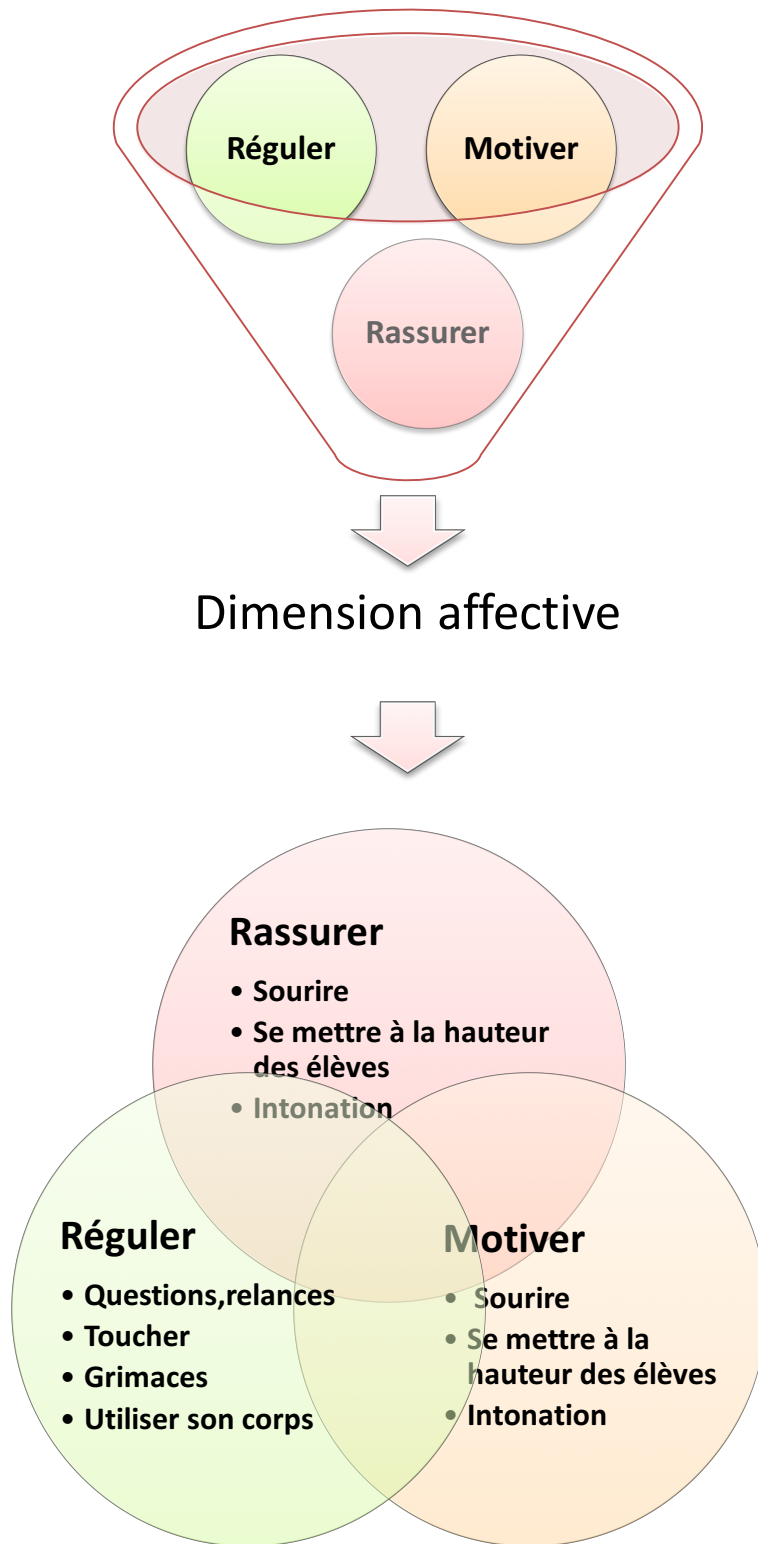 Réguler
Motiver
Rassurer
Dimension affective
Rassurer
• Sourire
• Se mettre à la hauteur
des élèves
• Intonation
Réguler
• Questions,relances
• Toucher
• Grimaces
• Utiliser son corps
Motiver
• Sourire
• Se mettre à la
hauteur des élèves
• Intonation